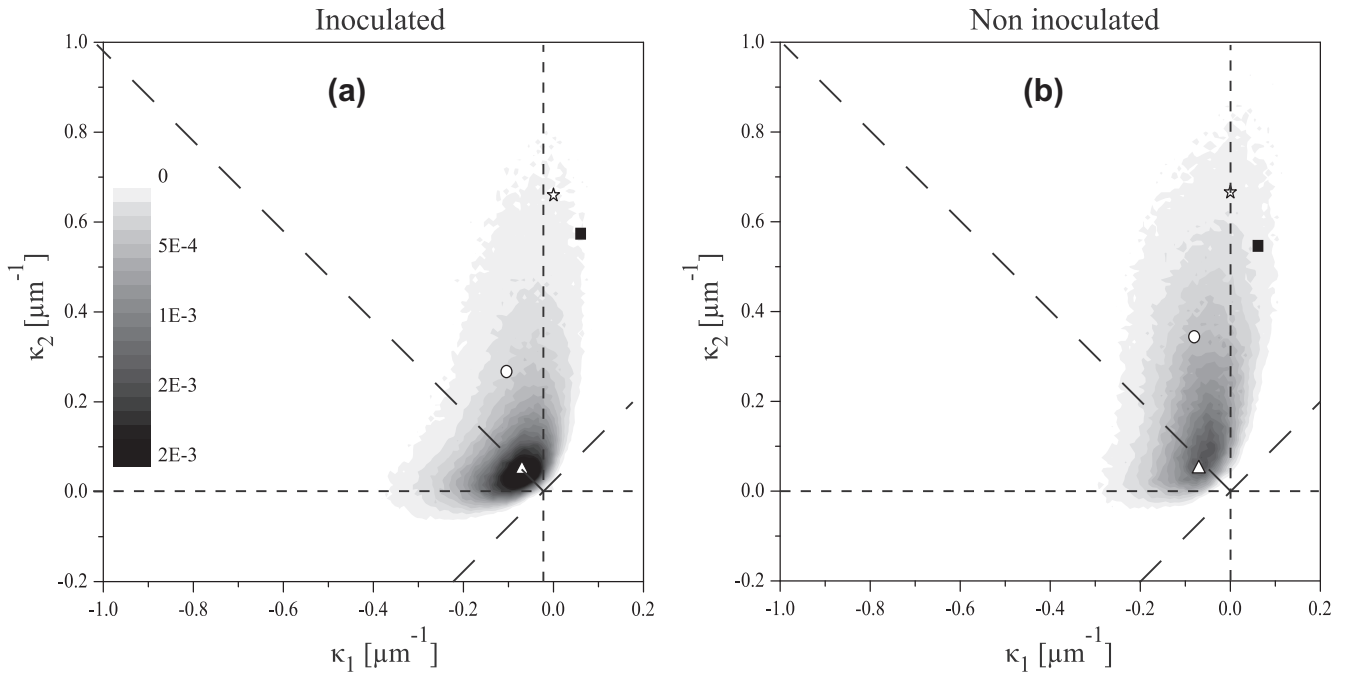 Inoculated
Non inoculated
(a)
(b)
1.0
0.8
0.6
0.4
0.2
0.0
-0.2
κ2 [µm-1]
0
5E-4
1E-3
2E-3
2E-3
-1.0 -0.8 -0.6 -0.4 -0.2 0.0 0.2
κ1 [µm-1]
1.0
0.8
0.6
0.4
0.2
0.0
-0.2
κ2 [µm-1]
-1.0 -0.8 -0.6 -0.4 -0.2 0.0 0.2
κ1 [µm-1]